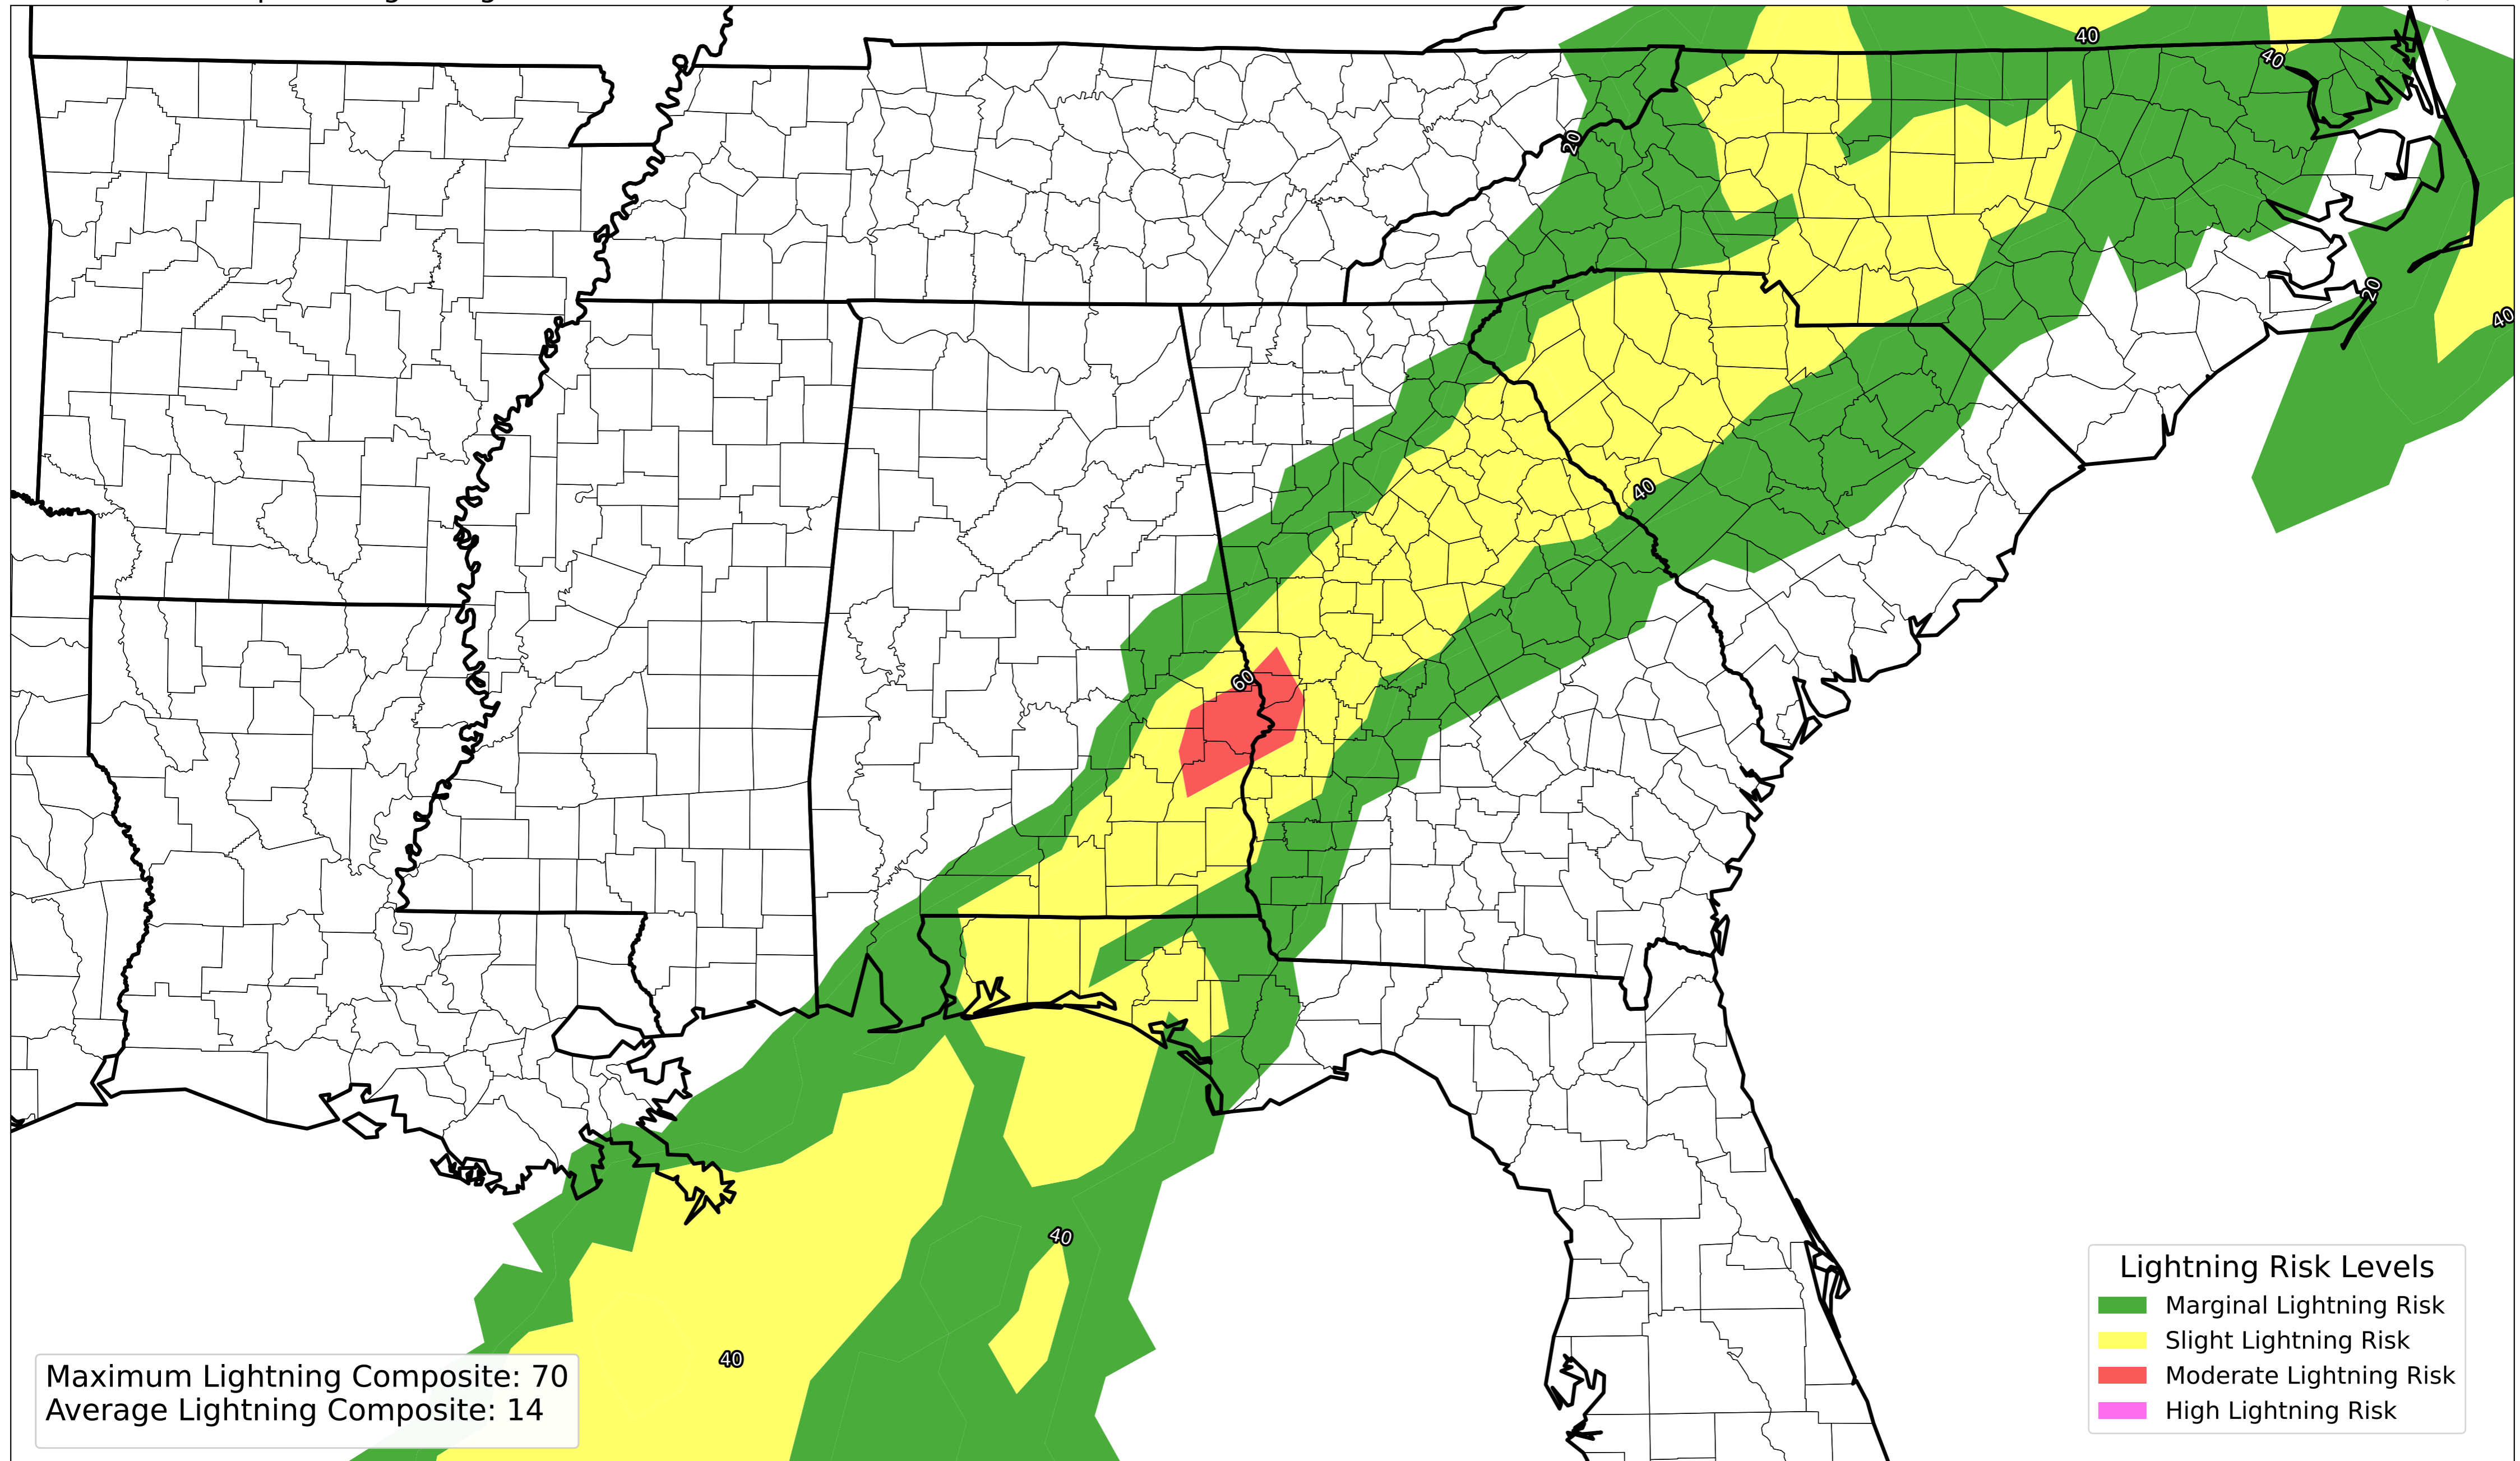 40
40
20
20
40
40
60
40
40
Lightning Risk Levels
Marginal Lightning Risk
Slight Lightning Risk
Moderate Lightning Risk
High Lightning Risk
Maximum Lightning Composite: 70
Average Lightning Composite: 14